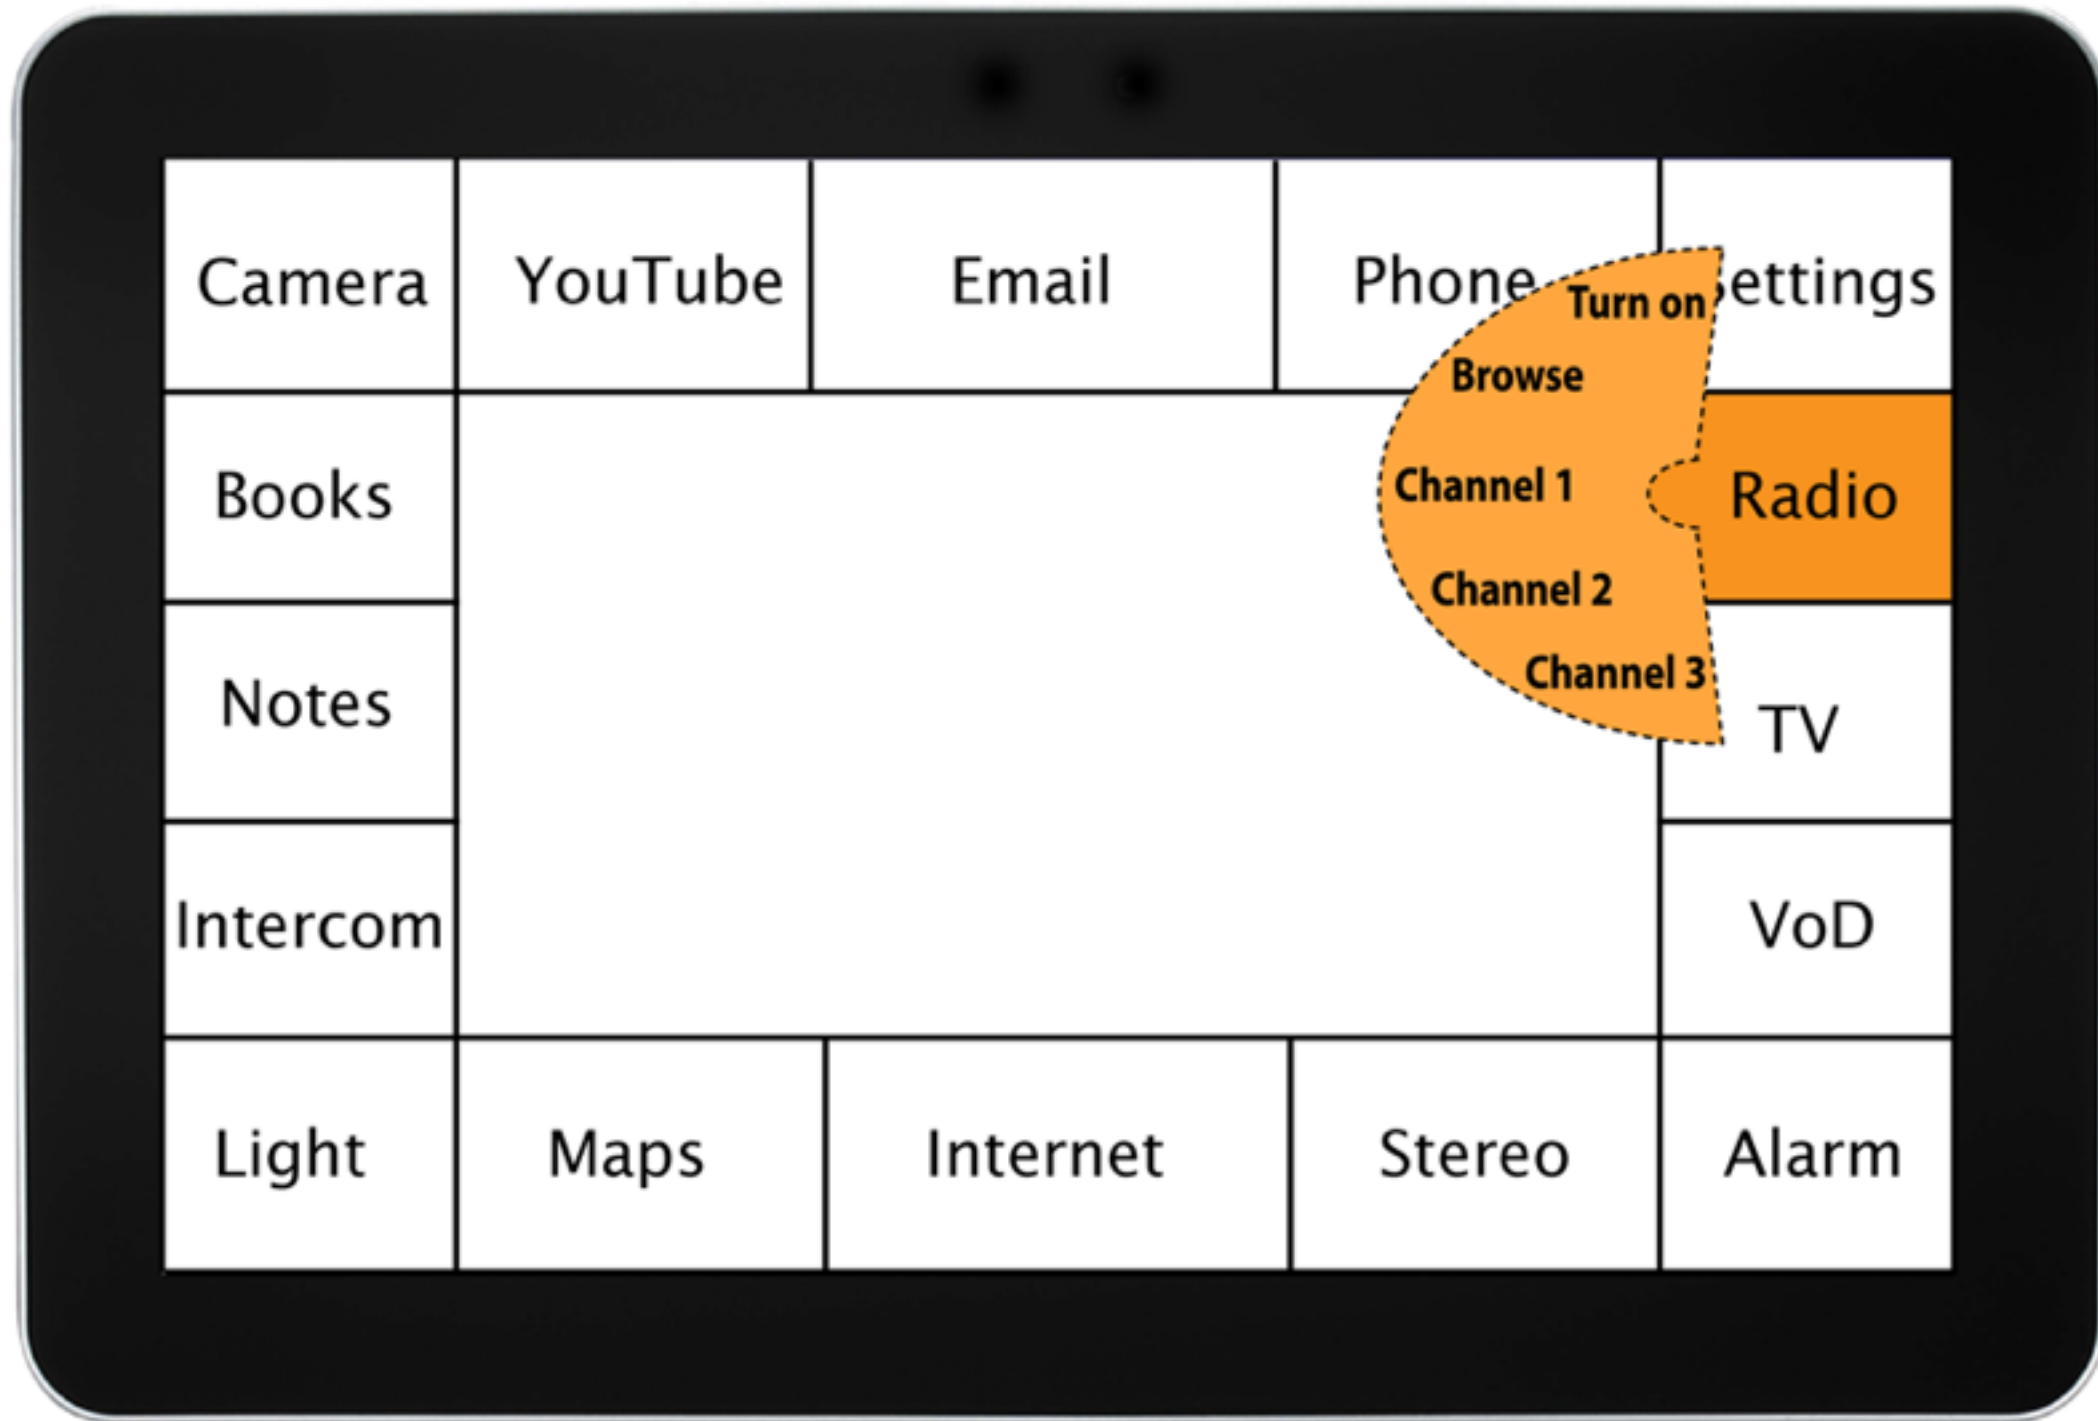 Camera
YouTube
Email
Phone
ettings
Turn on
Browse
Books
Channel 1
Radio
Channel 2
Channel 3
Notes
TV
Intercom
VoD
Light
Maps
Internet
Stereo
Alarm